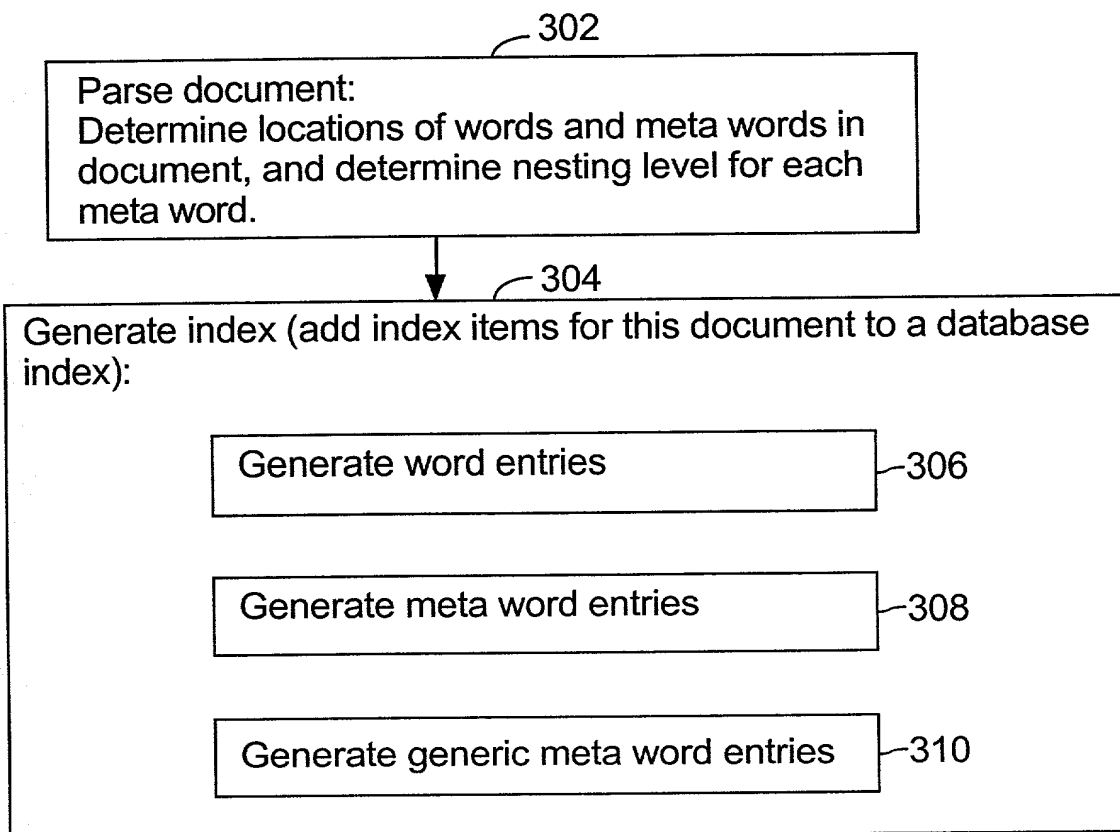 302
Parse document:
Determine locations of words and meta words in
document, and determine nesting level for each
meta word.
304
Generate index (add index items for this document to a database
index):
Generate word entries
306
Generate meta word entries
308
Generate generic meta word entries
310